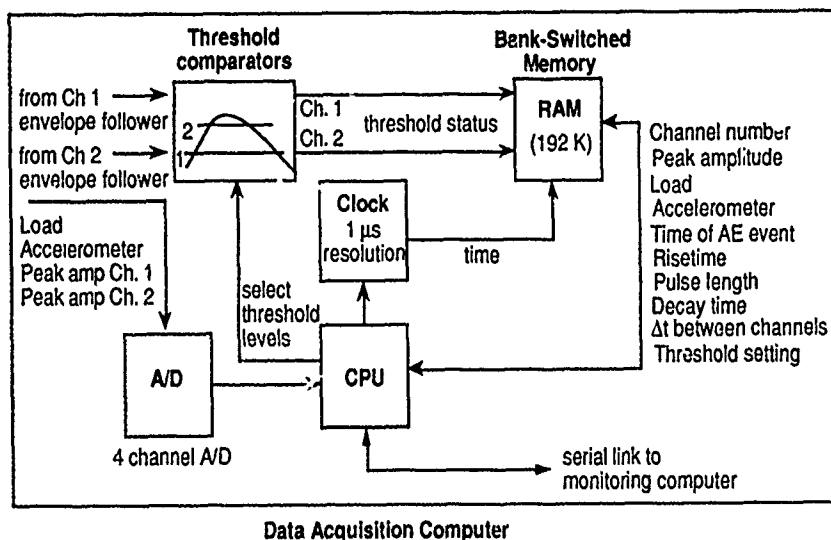 Threshold
comparators
Bank-Switched
Memory
from Ch 1
envelope follower
from Ch 2
envelope follower
2
1
Ch. 1
Ch. 2
threshold status
RAM
(192 K)
Channel number
Peak amplitude
Load
Accelerometer
Time of AE event
Risetime
Pulse length
Decay time
Δt between channels
Threshold setting
Clock
1 µs
resolution
time
Load
Accelerometer
Peak amp Ch. 1
Peak amp Ch. 2
select
threshold
levels
A/D
CPU
4 channel A/D
serial link to
monitoring computer
Data Acquisition Computer